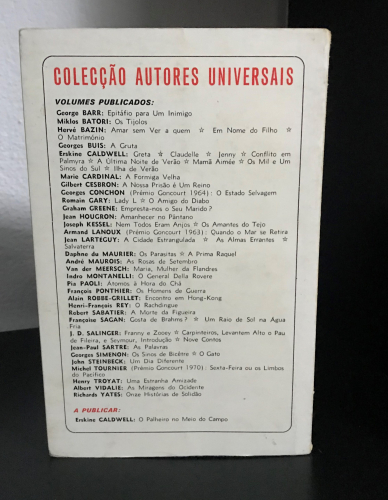 COLECÇÃO AUTORES UNIVERSAIS
VOLUMES PUBLICADOS:
George BARR: Epitáfio para Um Inimigo
Miklos BATORI: Os Tijolos
Hervé BAZIN: Amar sem Ver a quem ☆ Em Nome do Filho ☆
O Matrimónio
Georges BUIS: A Gruta
Erskine CALDWELL: Greta ☆ Claudelle ☆ Jenny ☆ Conflito em
Palmyra ☆ A Última Noite de Verão ☆ Mamã Aimée ☆ Os Mil e Um
Sinos do Sul ☆ Ilha de Verão
Marie CARDINAL: A Formiga Velha
Gilbert CESBRON: A Nossa Prisão é Um Reino
Georges CONCHON (Prémio Goncourt 1964): O Estado Selvagem
Romain GARY: Lady L ☆ O Amigo do Diabo
Graham GREENE: Empresta-nos o Seu Marido?
Jean HOUGRON: Amanhecer no Pântano
Joseph KESSEL: Nem Todos Eram Anjos ☆ Os Amantes do Tejo
Armand LANOUX (Prémio Goncourt 1963): Quando o Mar se Retira
Jean LARTEGUY: A Cidade Estrangulada ☆ As Almas Errantes ☆
Salvaterra
Daphne du MAURIER: Os Parasitas ☆ A Prima Raquel
André MAUROIS: As Rosas de Setembro
Van der MEERSCH: Maria, Mulher da Flandres
Indro MONTANELLI: O General Della Rovere
Pia PAOLI: Atonios à Hora do Chá
François PONTHIER: Os Homens de Guerra
Alain ROBBE-GRILLET: Encontro em Hong-Kong
Henri-François REY: O Rachdingue
Robert SABATIER: A Morte da Figueira
Françoise SAGAN: Gosta de Brahms? ☆ Um Raio de Sol na Água
Fria
J. D. SALINGER: Franny e Zooey ☆ Carpinteiros, Levantem Alto o Pau
de Fileira, e Seymour, Introdução ☆ Nove Contos
Jean-Paul SARTRE: As Palavras
Georges SIMENON: Os Sinos de Bicêtre ☆ O Gato
John STEINBECK: Um Dia Diferente
Michel TOURNIER (Prémio Goncourt 1970): Sexta-Feira ou os Limbos
do Pacífico
Henry TROYAT: Uma Estranha Amizade
Albert VIDALIE: As Miragens do Ocidente
Richards YATES: Onze Histórias de Solidão
A PUBLICAR:
Erskine CALDWELL: O Palheiro no Meio do Campo